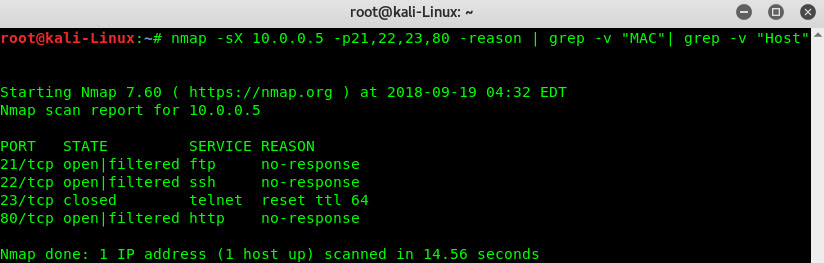 root@kali-Linux: ~
root@kali-Linux:~# nmap -sX 10.0.0.5 -p21,22,23,80 -reason | grep -v "MAC"| grep -v "Host"
Starting Nmap 7.60 ( https://nmap.org ) at 2018-09-19 04:32 EDT
Nmap scan report for 10.0.0.5
PORT   STATE         SERVICE REASON
21/tcp open|filtered ftp     no-response
22/tcp open|filtered ssh     no-response
23/tcp closed        telnet  reset ttl 64
80/tcp open|filtered http    no-response
Nmap done: 1 IP address (1 host up) scanned in 14.56 seconds